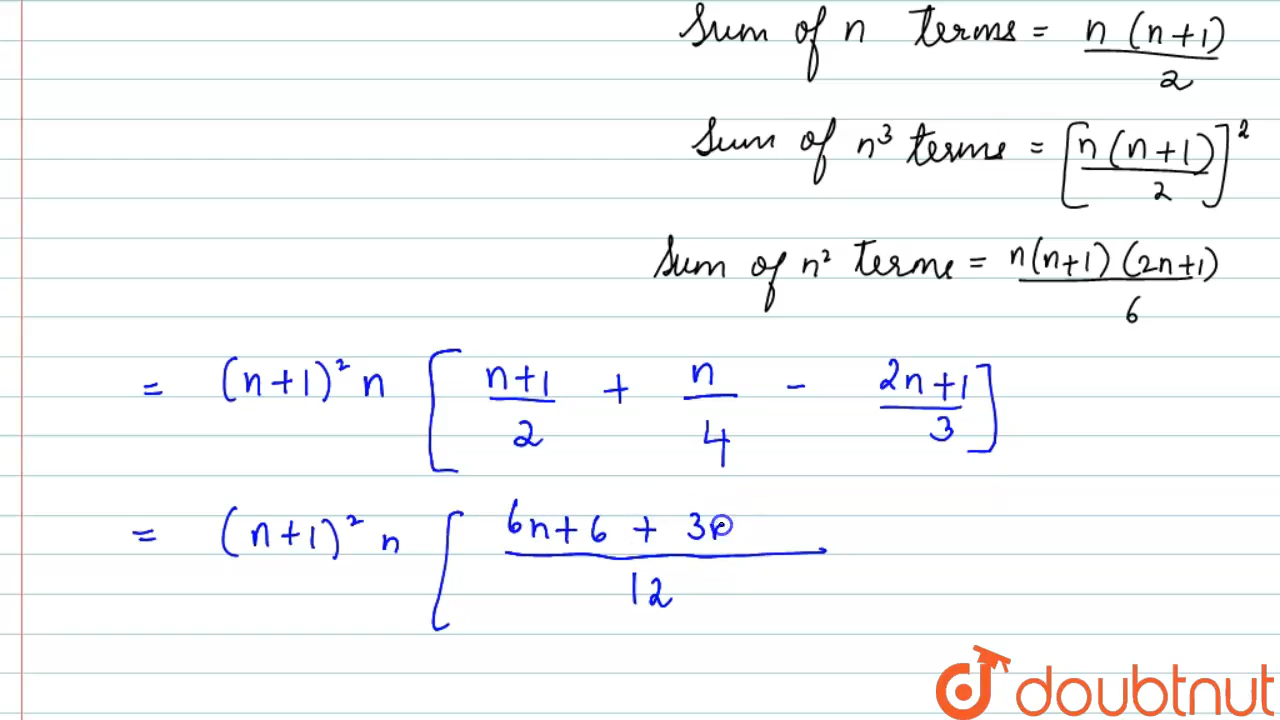 Sum of n terms = n (n+1) / 2
Sum of n³ terms = [n (n+1) / 2]²
Sum of n² terms = n(n+1) (2n+1) / 6
= (n+1)² n [ n+1 / 2 + n / 4 - 2n+1 / 3 ]
= (n+1)² n [ 6n+6 + 3n / 12
doubtnut